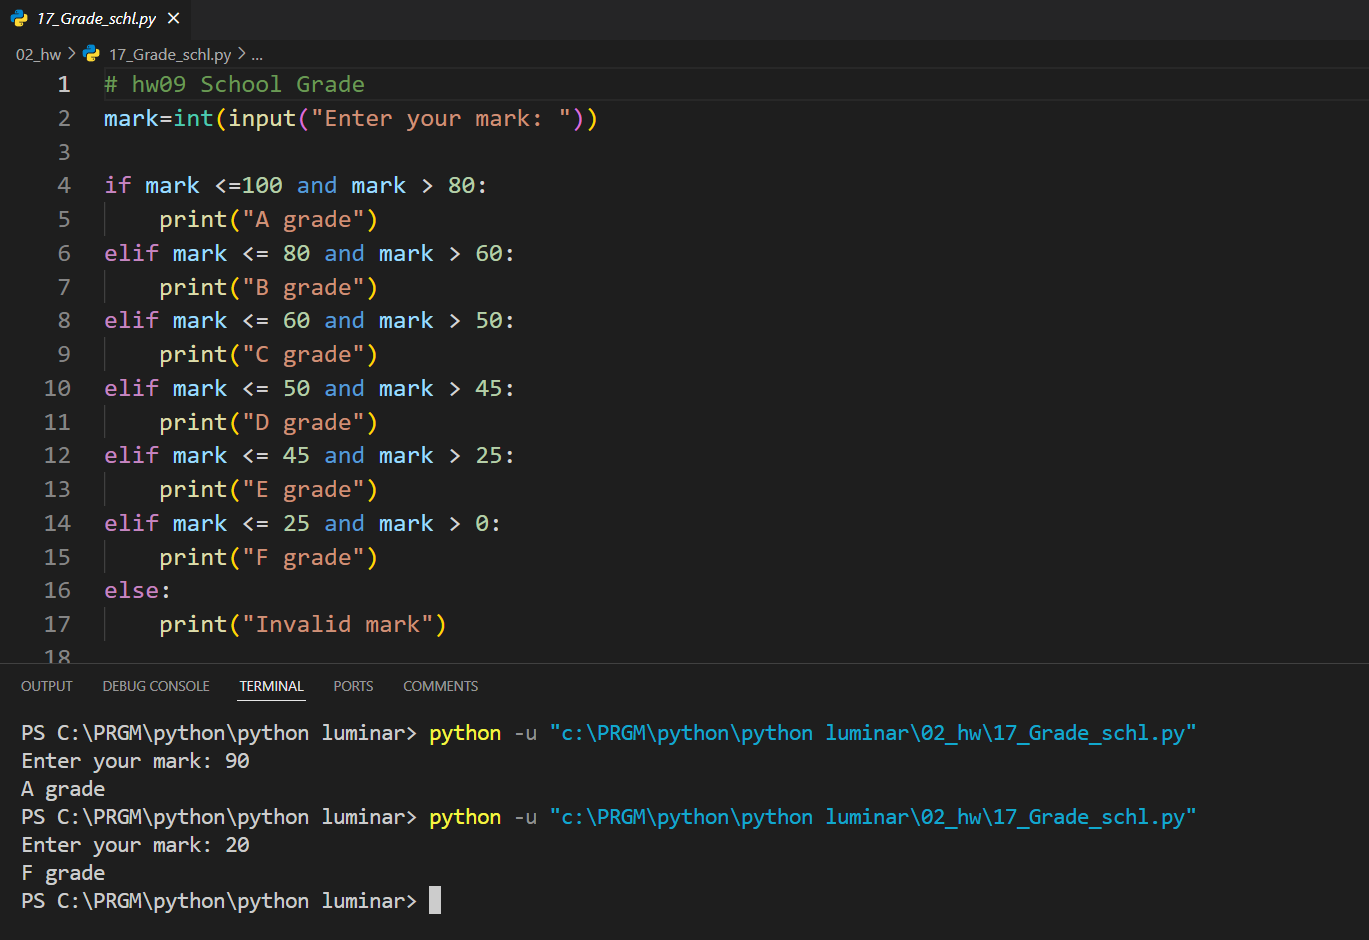 17_Grade_schl.py ×
02_hw > 17_Grade_schl.py > ...
1 # hw09 School Grade
2 mark=int(input("Enter your mark: "))
3
4 if mark <=100 and mark > 80:
5     print("A grade")
6 elif mark <= 80 and mark > 60:
7     print("B grade")
8 elif mark <= 60 and mark > 50:
9     print("C grade")
10 elif mark <= 50 and mark > 45:
11     print("D grade")
12 elif mark <= 45 and mark > 25:
13     print("E grade")
14 elif mark <= 25 and mark > 0:
15     print("F grade")
16 else:
17     print("Invalid mark")
18
OUTPUT DEBUG CONSOLE TERMINAL PORTS COMMENTS
PS C:\PRGM\python\python luminar> python -u "c:\PRGM\python\python luminar\02_hw\17_Grade_schl.py"
Enter your mark: 90
A grade
PS C:\PRGM\python\python luminar> python -u "c:\PRGM\python\python luminar\02_hw\17_Grade_schl.py"
Enter your mark: 20
F grade
PS C:\PRGM\python\python luminar>